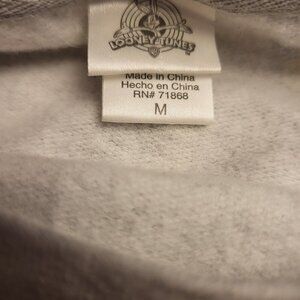 LOONEY TUNES
Made in China
Hecho en China
RN# 71868
M